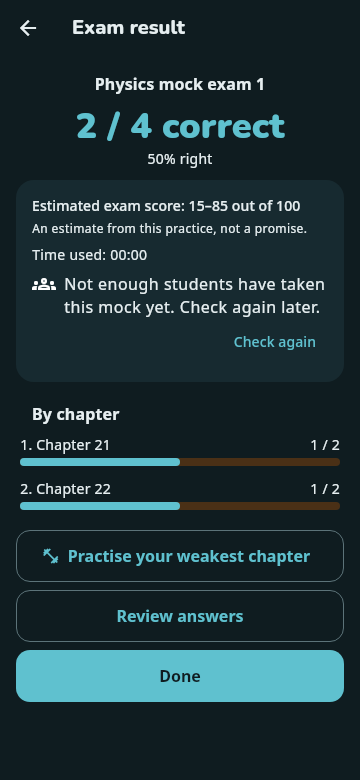 Exam result
Physics mock exam 1
2 / 4 correct
50% right
Estimated exam score: 15–85 out of 100
An estimate from this practice, not a promise.
Time used: 00:00
Not enough students have taken
this mock yet. Check again later.
Check again
By chapter
1. Chapter 21 1 / 2
2. Chapter 22 1 / 2
Practise your weakest chapter
Review answers
Done